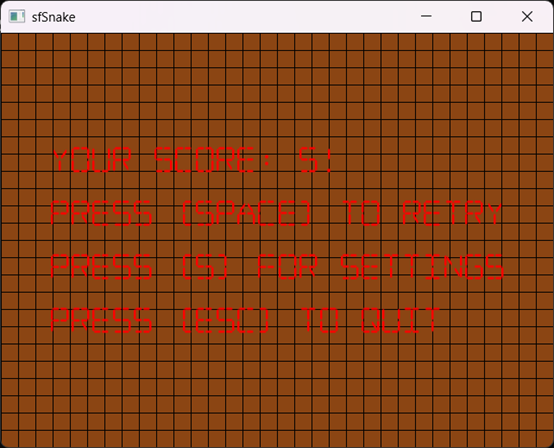 sfSnake
YOUR SCORE: 5!
PRESS [SPACE] TO RETRY
PRESS [S] FOR SETTINGS
PRESS [ESC] TO QUIT